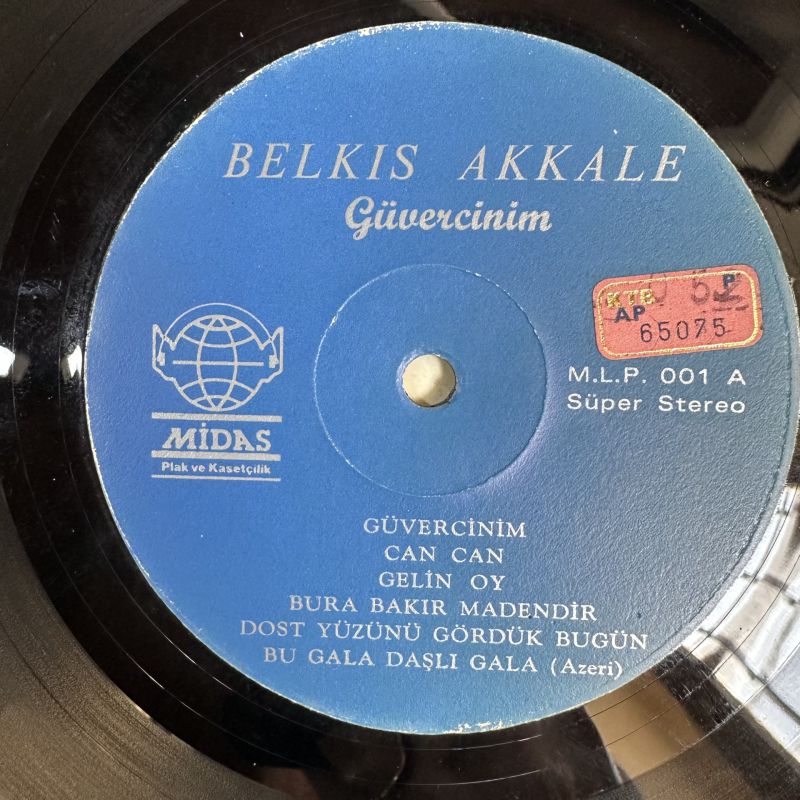 BELKIS AKKALE
Güvercinim
KTB
AP
65075
M.L.P. 001 A
Süper Stereo
MİDAS
Plak ve Kasetçilik
GÜVERCİNİM
CAN CAN
GELİN OY
BURA BAKIR MADENDİR
DOST YÜZÜNÜ GÖRDÜK BUGÜN
BU GALA DAŞLI GALA (Azeri)